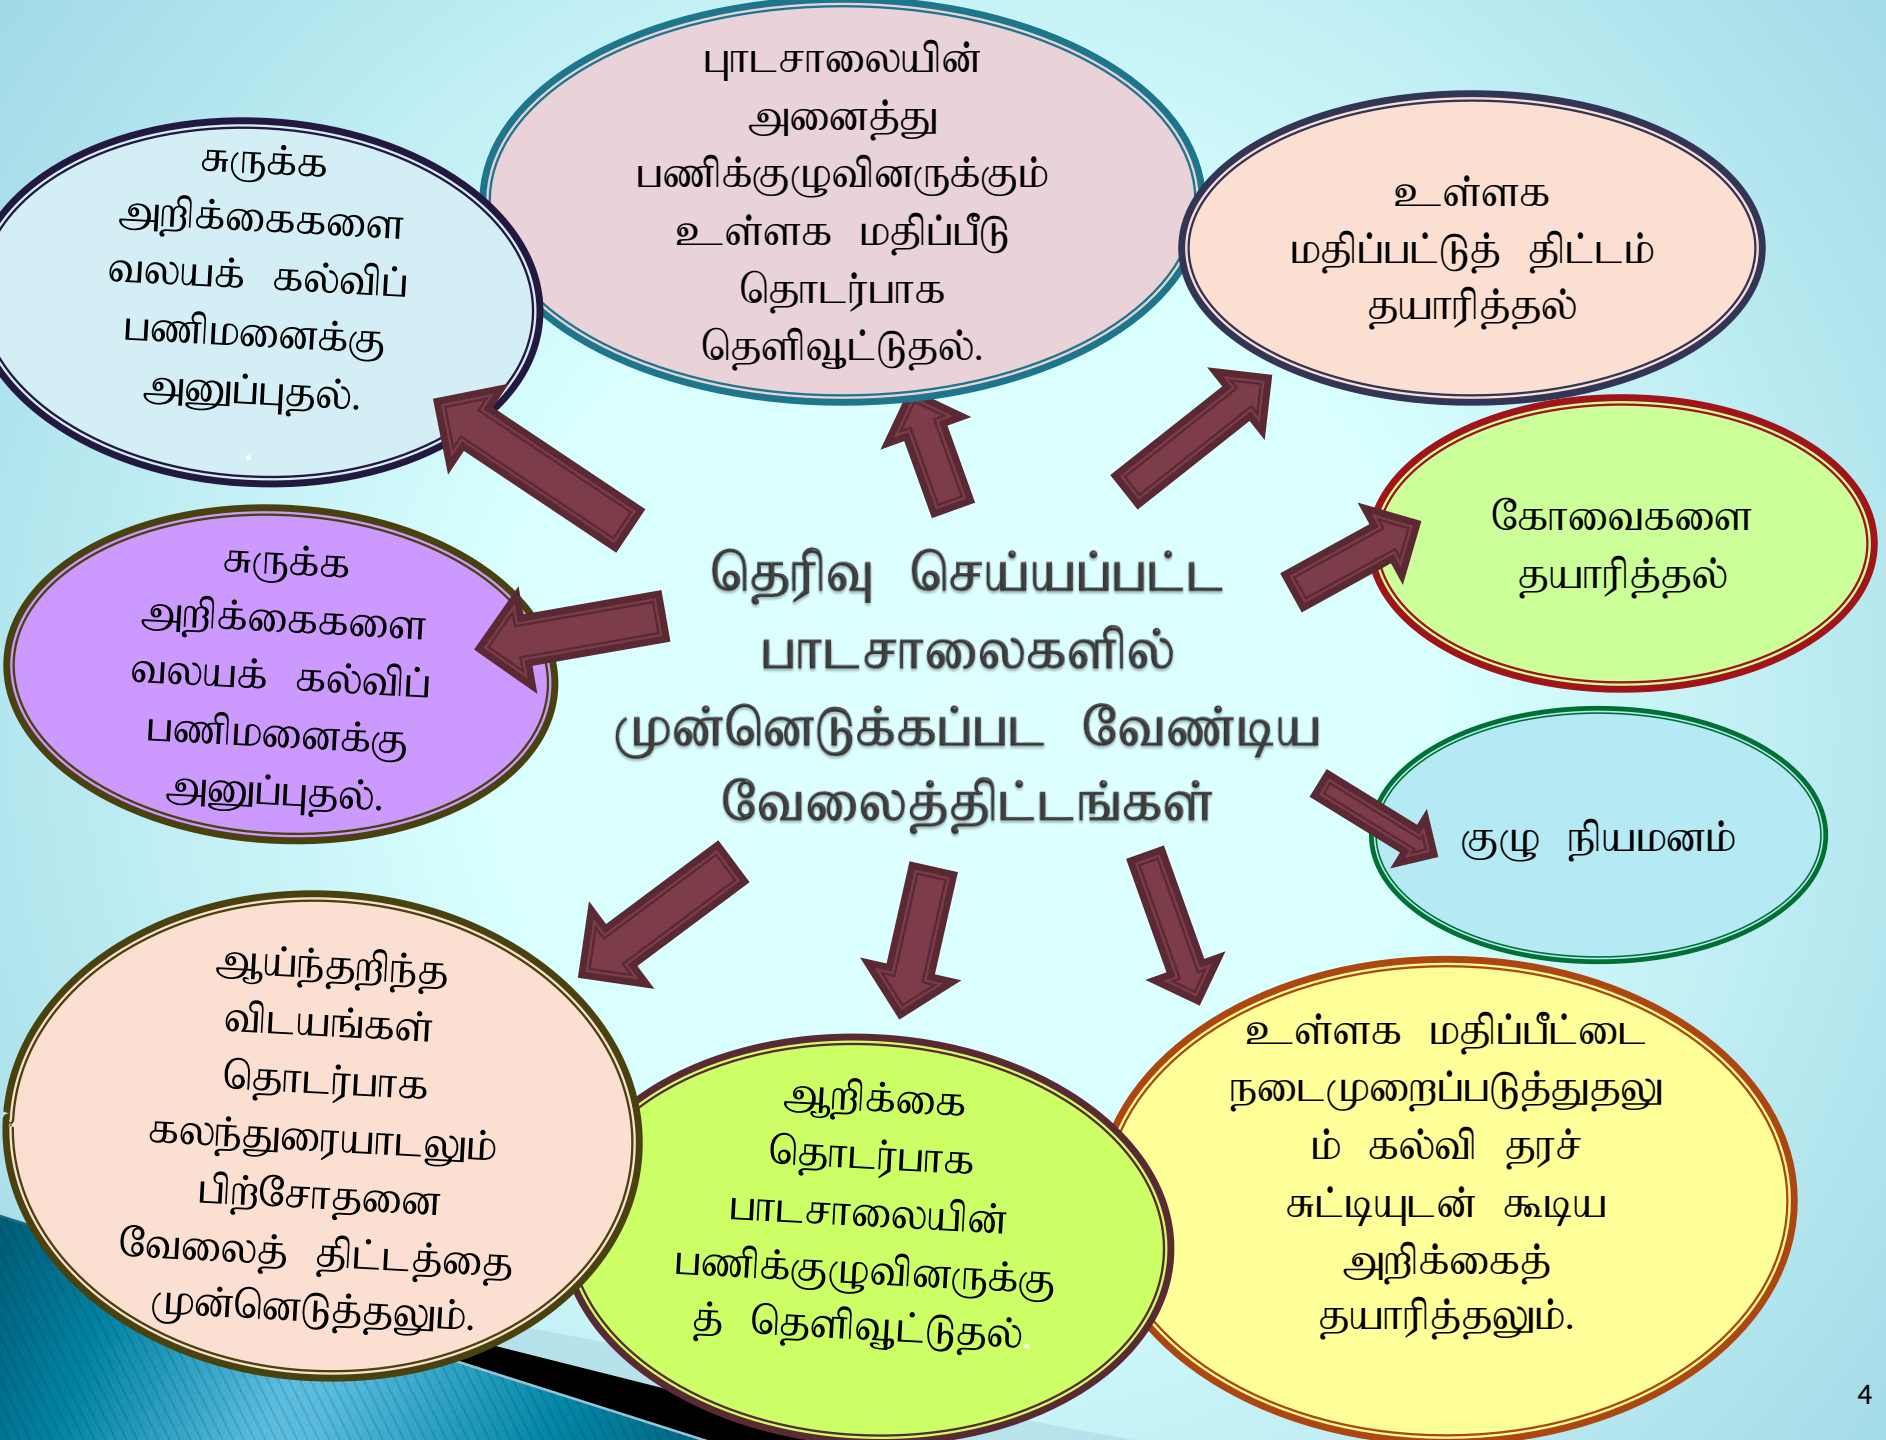 புாடசாலையின்
அனைத்து
பணிக்குழுவினருக்கும்
உள்ளக மதிப்பீடு
தொடர்பாக
தெளிவூட்டுதல்.
உள்ளக
மதிப்பட்டுத் திட்டம்
தயாரித்தல்
கோவைகளை
தயாரித்தல்
குழு நியமனம்
உள்ளக மதிப்பீட்டை
நடைமுறைப்படுத்துதலு
ம் கல்வி தரச்
சுட்டியுடன் கூடிய
அறிக்கைத்
தயாரித்தலும்.
ஆறிக்கை
தொடர்பாக
பாடசாலையின்
பணிக்குழுவினருக்கு
த் தெளிவூட்டுதல்.
ஆய்ந்தறிந்த
விடயங்கள்
தொடர்பாக
கலந்துரையாடலும்
பிற்சோதனை
வேலைத் திட்டத்தை
முன்னெடுத்தலும்.
சுருக்க
அறிக்கைகளை
வலயக் கல்விப்
பணிமனைக்கு
அனுப்புதல்.
சுருக்க
அறிக்கைகளை
வலயக் கல்விப்
பணிமனைக்கு
அனுப்புதல்.
.
தெரிவு செய்யப்பட்ட
பாடசாலைகளில்
முன்னெடுக்கப்பட வேண்டிய
வேலைத்திட்டங்கள்
4